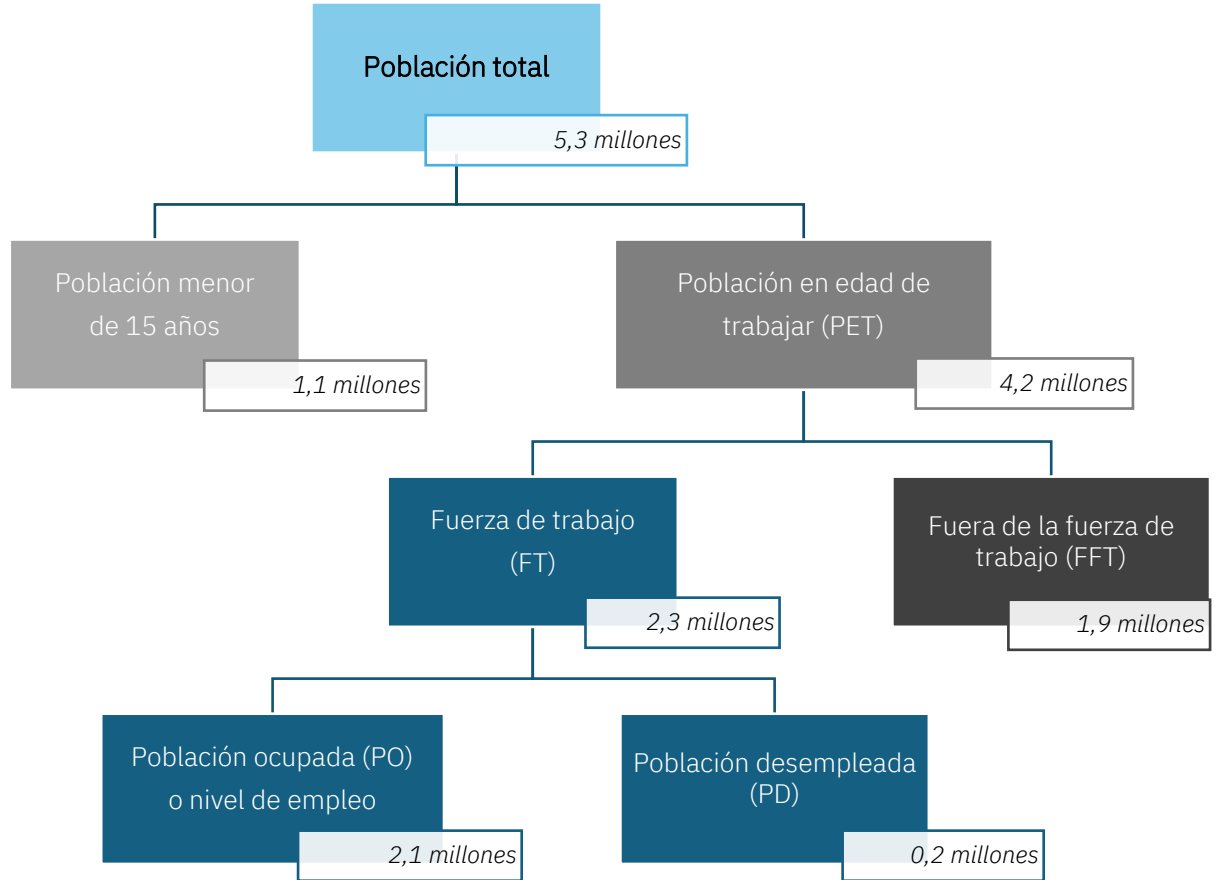 Población total
5,3 millones
Población menor
de 15 años
1,1 millones
Población en edad de
trabajar (PET)
4,2 millones
Fuerza de trabajo
(FT)
2,3 millones
Fuera de la fuerza de
trabajo (FFT)
1,9 millones
Población ocupada (PO)
o nivel de empleo
2,1 millones
Población desempleada
(PD)
0,2 millones